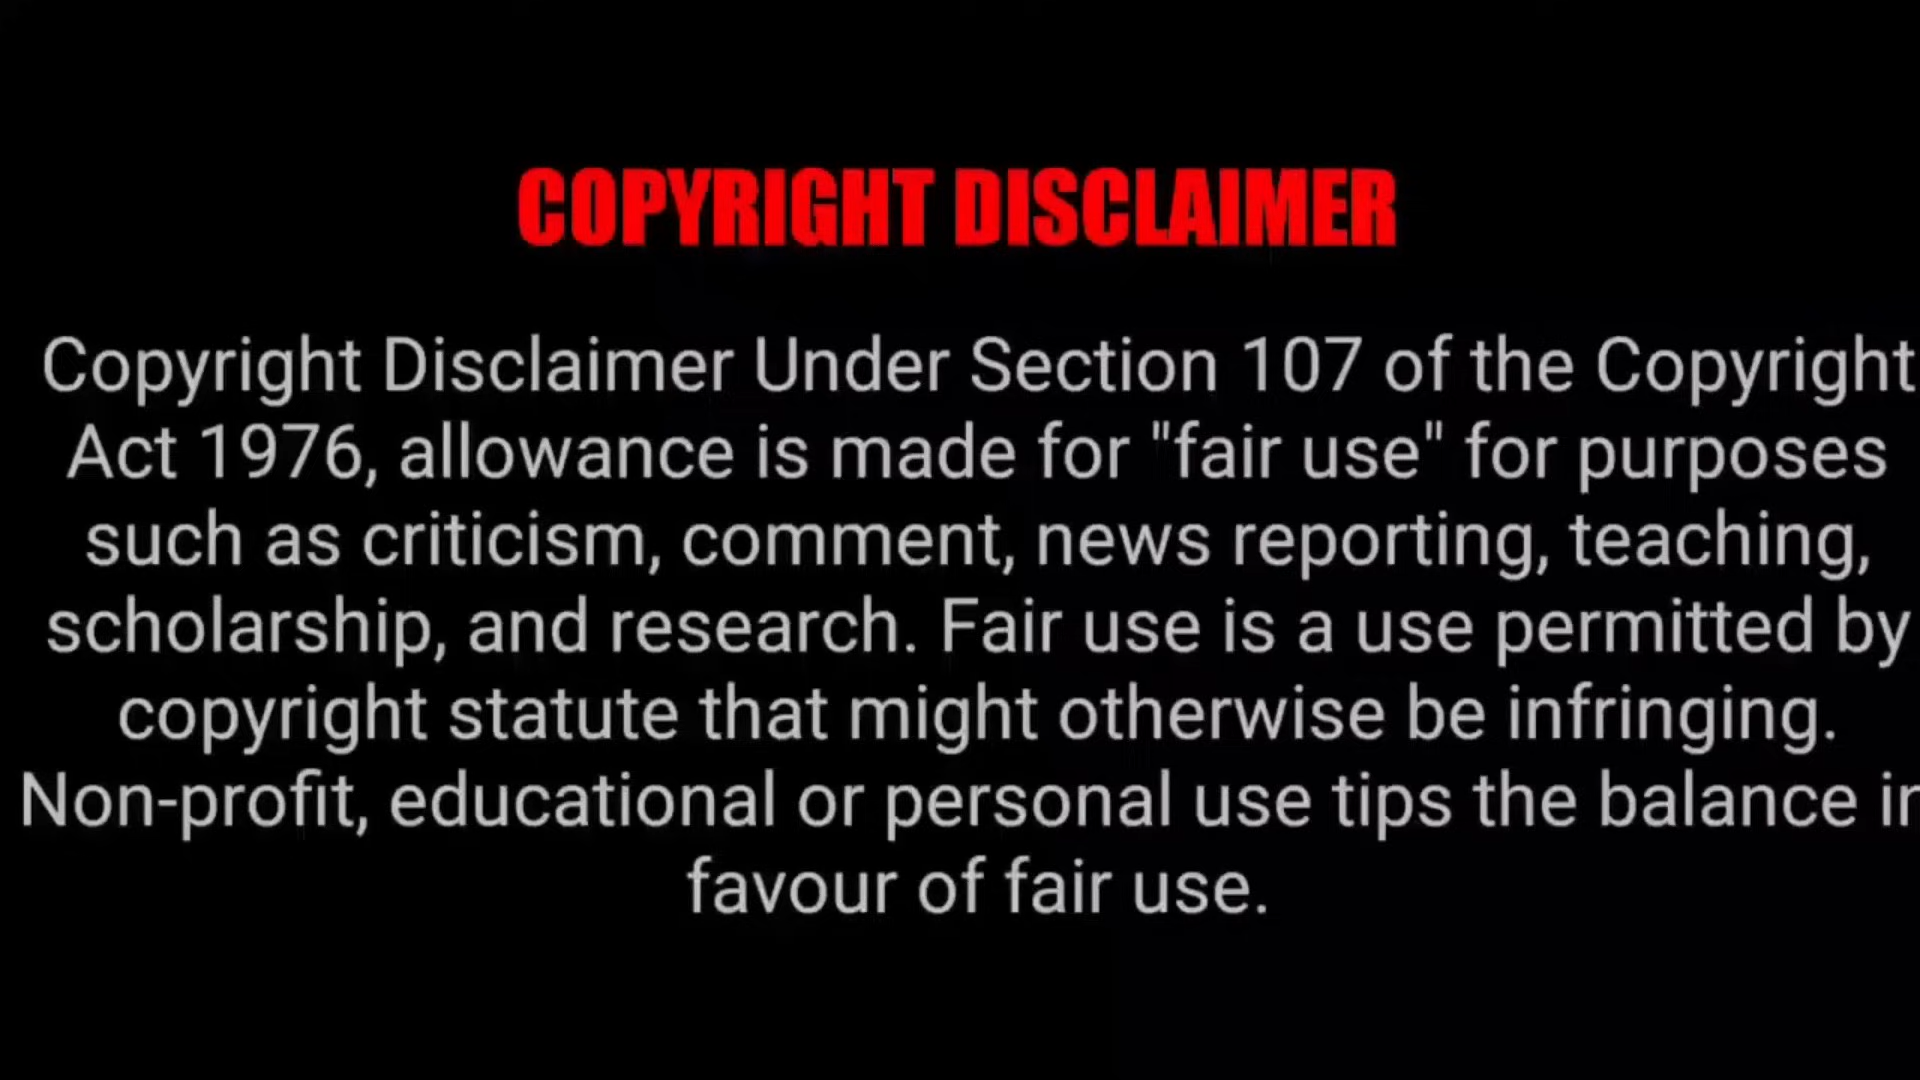 COPYRIGHT DISCLAIMER
Copyright Disclaimer Under Section 107 of the Copyright
Act 1976, allowance is made for "fair use" for purposes
such as criticism, comment, news reporting, teaching,
scholarship, and research. Fair use is a use permitted by
copyright statute that might otherwise be infringing.
Non-profit, educational or personal use tips the balance in
favour of fair use.